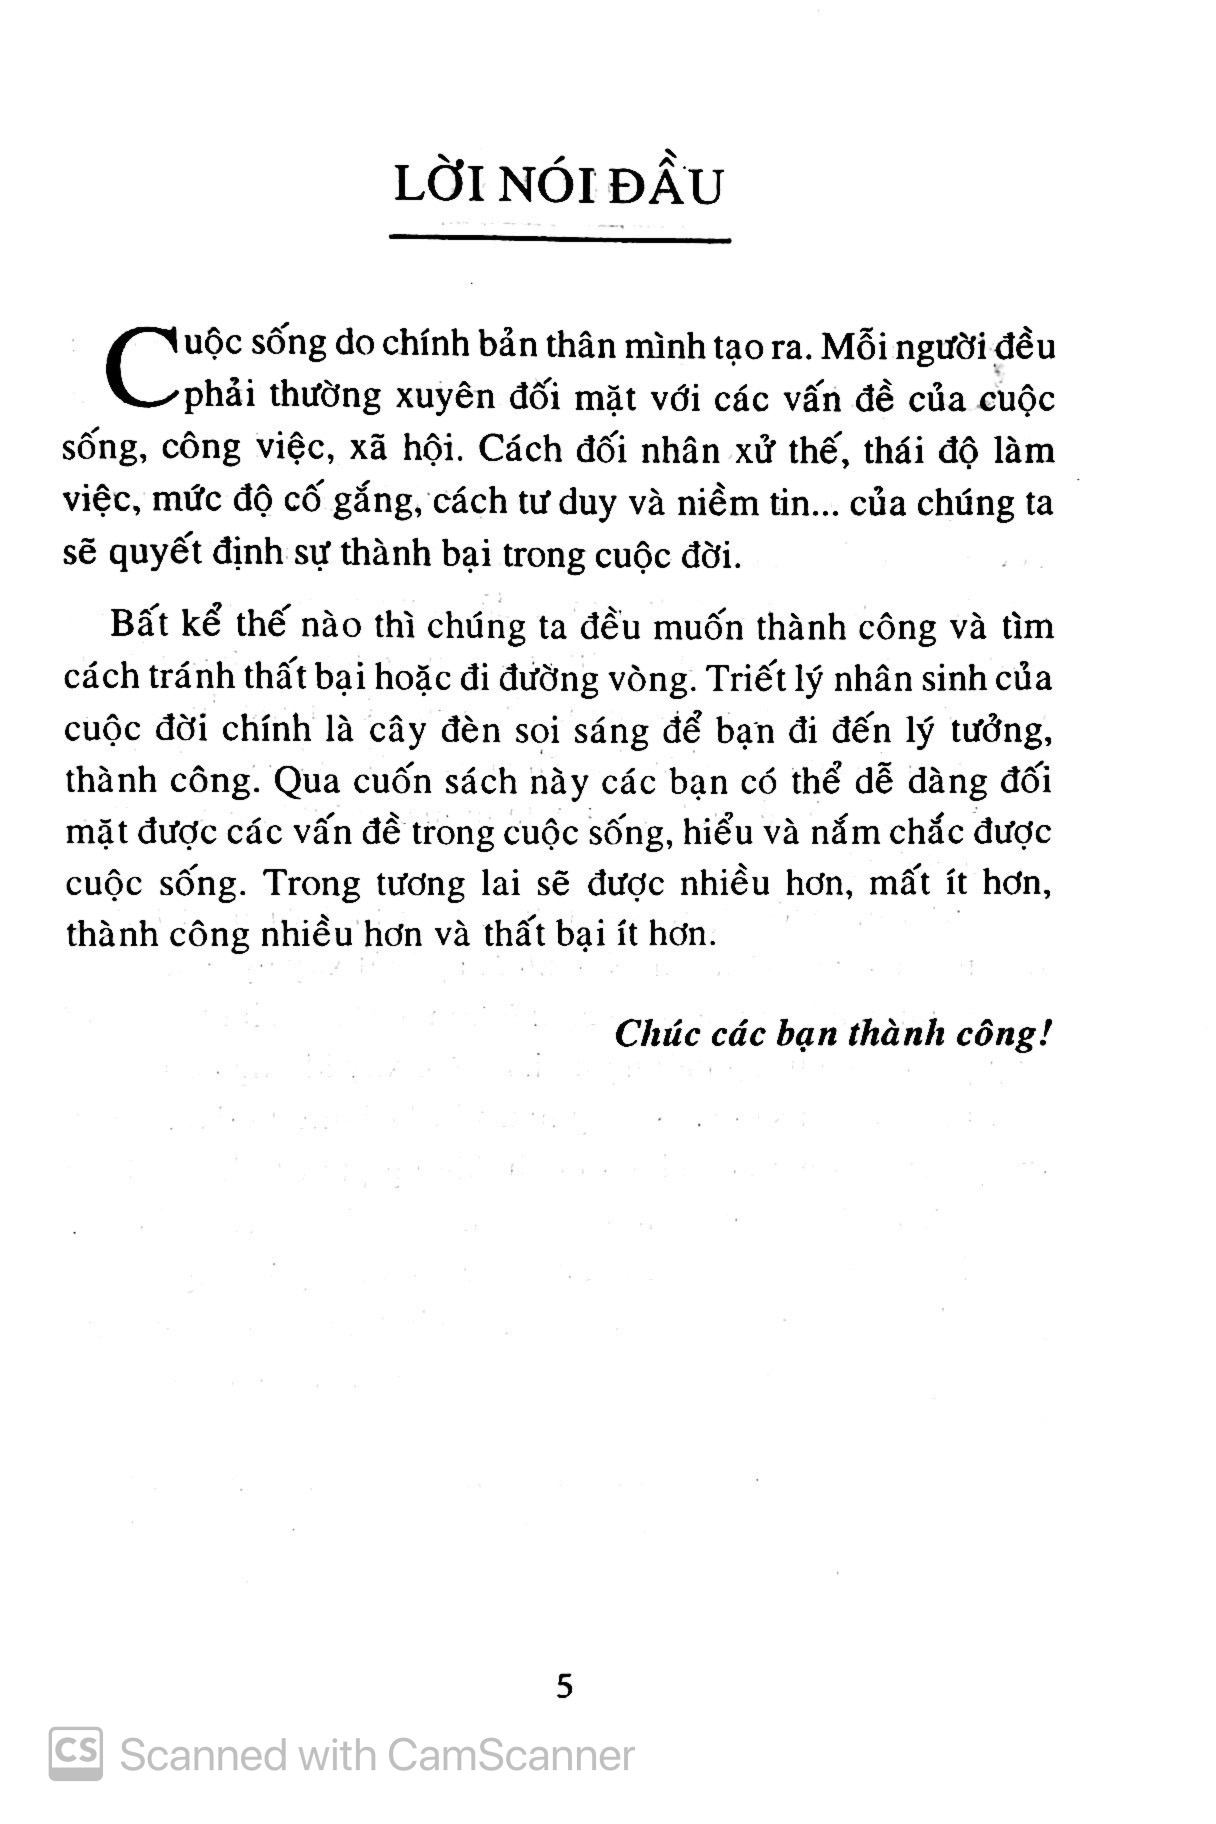 LỜI NÓI ĐẦU
Cuộc sống do chính bản thân mình tạo ra. Mỗi người đều
phải thường xuyên đối mặt với các vấn đề của cuộc
sống, công việc, xã hội. Cách đối nhân xử thế, thái độ làm
việc, mức độ cố gắng, cách tư duy và niềm tin... của chúng ta
sẽ quyết định sự thành bại trong cuộc đời.
Bất kể thế nào thì chúng ta đều muốn thành công và tìm
cách tránh thất bại hoặc đi đường vòng. Triết lý nhân sinh của
cuộc đời chính là cây đèn soi sáng để bạn đi đến lý tưởng,
thành công. Qua cuốn sách này các bạn có thể dễ dàng đối
mặt được các vấn đề trong cuộc sống, hiểu và nắm chắc được
cuộc sống. Trong tương lai sẽ được nhiều hơn, mất ít hơn,
thành công nhiều hơn và thất bại ít hơn.
Chúc các bạn thành công!
5
CS Scanned with CamScanner